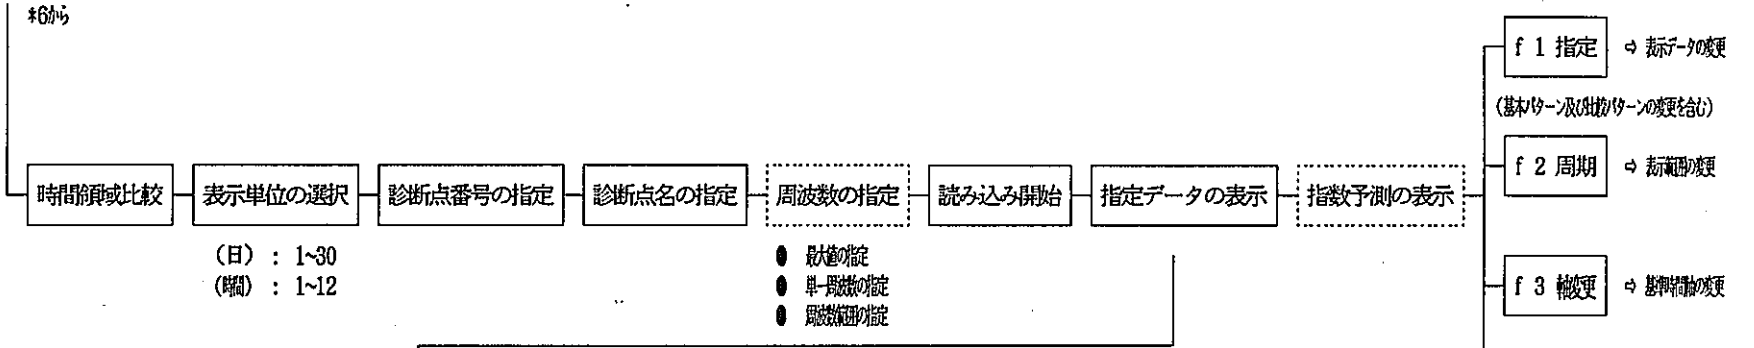 *6から
f 1 指定 ⇨ 表示データの変更
(基本パターン及び比較パターンの変更を含む)
時間領域比較
表示単位の選択
診断点番号の指定
診断点名の指定
周波数の指定
読み込み開始
指定データの表示
指数予測の表示
f 2 周期 ⇨ 表示範囲の変更
(日) : 1~30
(時間) : 1~12
● 最大値の指定
● 単一周波数の指定
● 周波数範囲の指定
f 3 軸変更 ⇨ 基準時間軸の変更